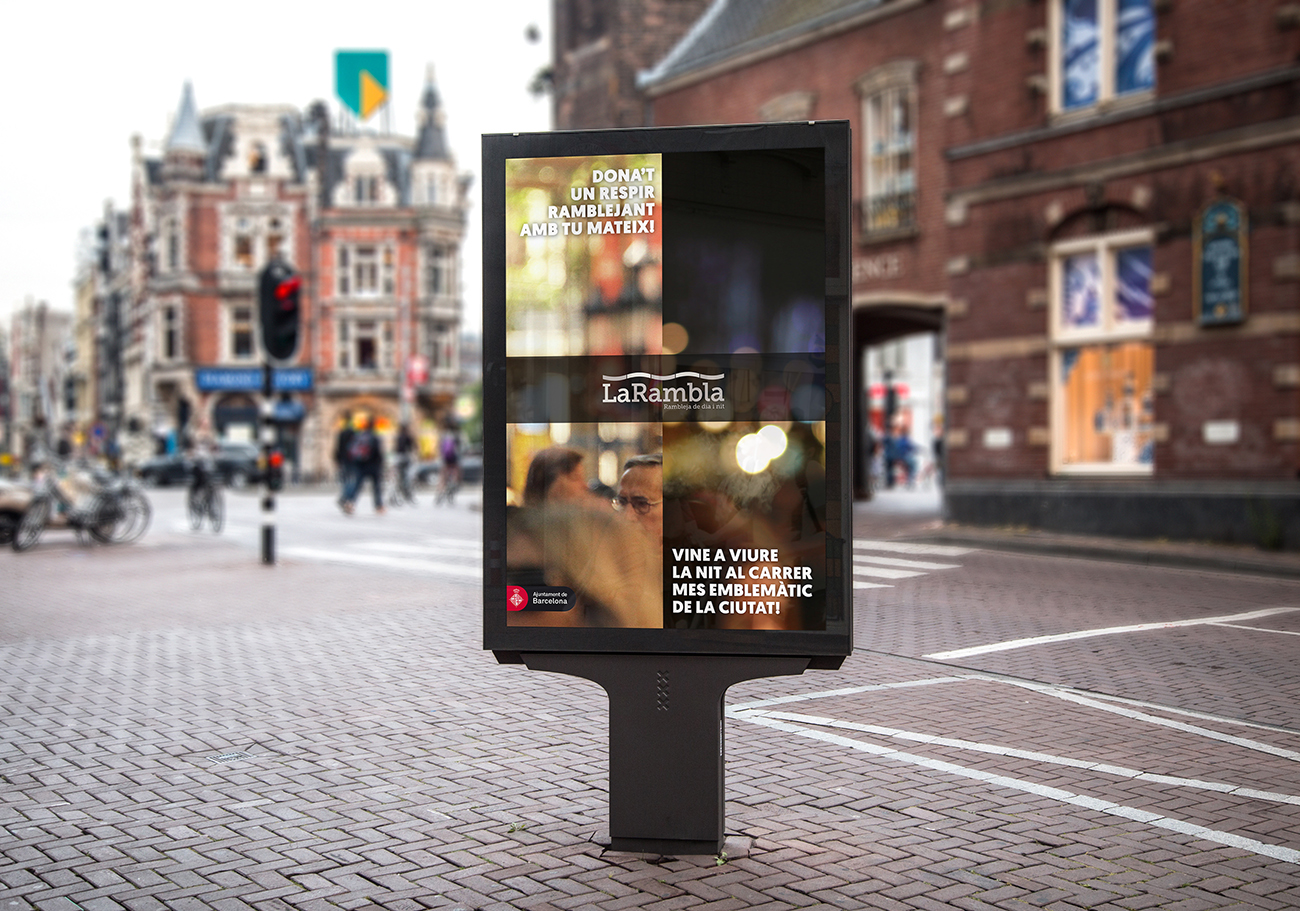 DONA'T
UN RESPIR
RAMBLEJANT
AMB TU MATEIX!
LaRambla
Rambleja de dia i nit
VINE A VIURE
LA NIT AL CARRER
MES EMBLEMÀTIC
DE LA CIUTAT!
Ajuntament de
Barcelona